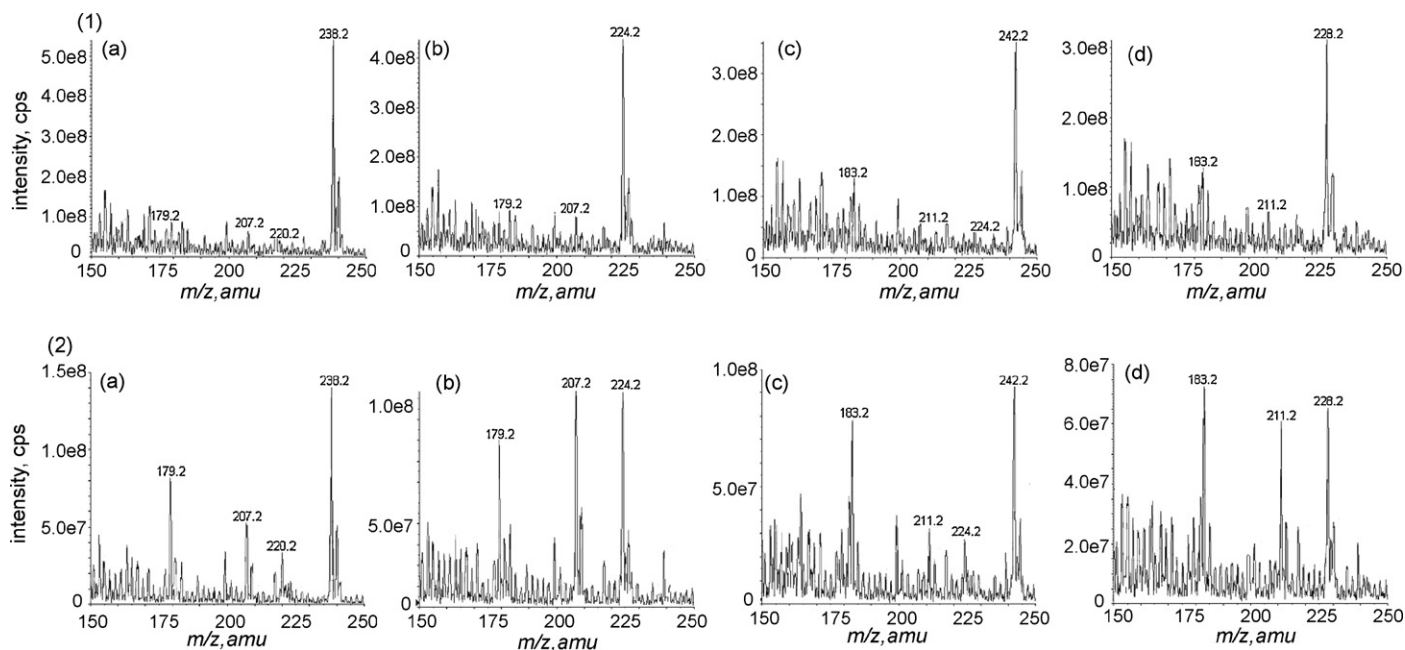 (1)
(a)
5.0e8
4.0e8
3.0e8
2.0e8
1.0e8
0
238.2
179.2
207.2
220.2
150 175 200 220 250
m/z, amu
intensity, cps
(b)
4.0e8
3.0e8
2.0e8
1.0e8
0
224.2
179.2
207.2
150 175 200 225 250
m/z, amu
(c)
3.0e8
2.0e8
1.0e8
0
242.2
183.2
211.2
224.2
150 175 200 225 250
m/z, amu
(d)
3.0e8
2.0e8
1.0e8
0
228.2
183.2
211.2
150 175 200 225 250
m/z, amu
(2)
(a)
1.5e8
1.0e8
5.0e7
0
238.2
179.2
207.2
220.2
150 175 200 225 250
m/z, amu
intensity, cps
(b)
1.0e8
5.0e7
0
207.2
224.2
179.2
150 175 200 225 250
m/z, amu
(c)
1.0e8
5.0e7
0
242.2
183.2
211.2
224.2
150 175 200 225 250
m/z, amu
(d)
8.0e7
6.0e7
4.0e7
2.0e7
0
183.2
211.2
228.2
150 175 200 225 250
m/z, amu